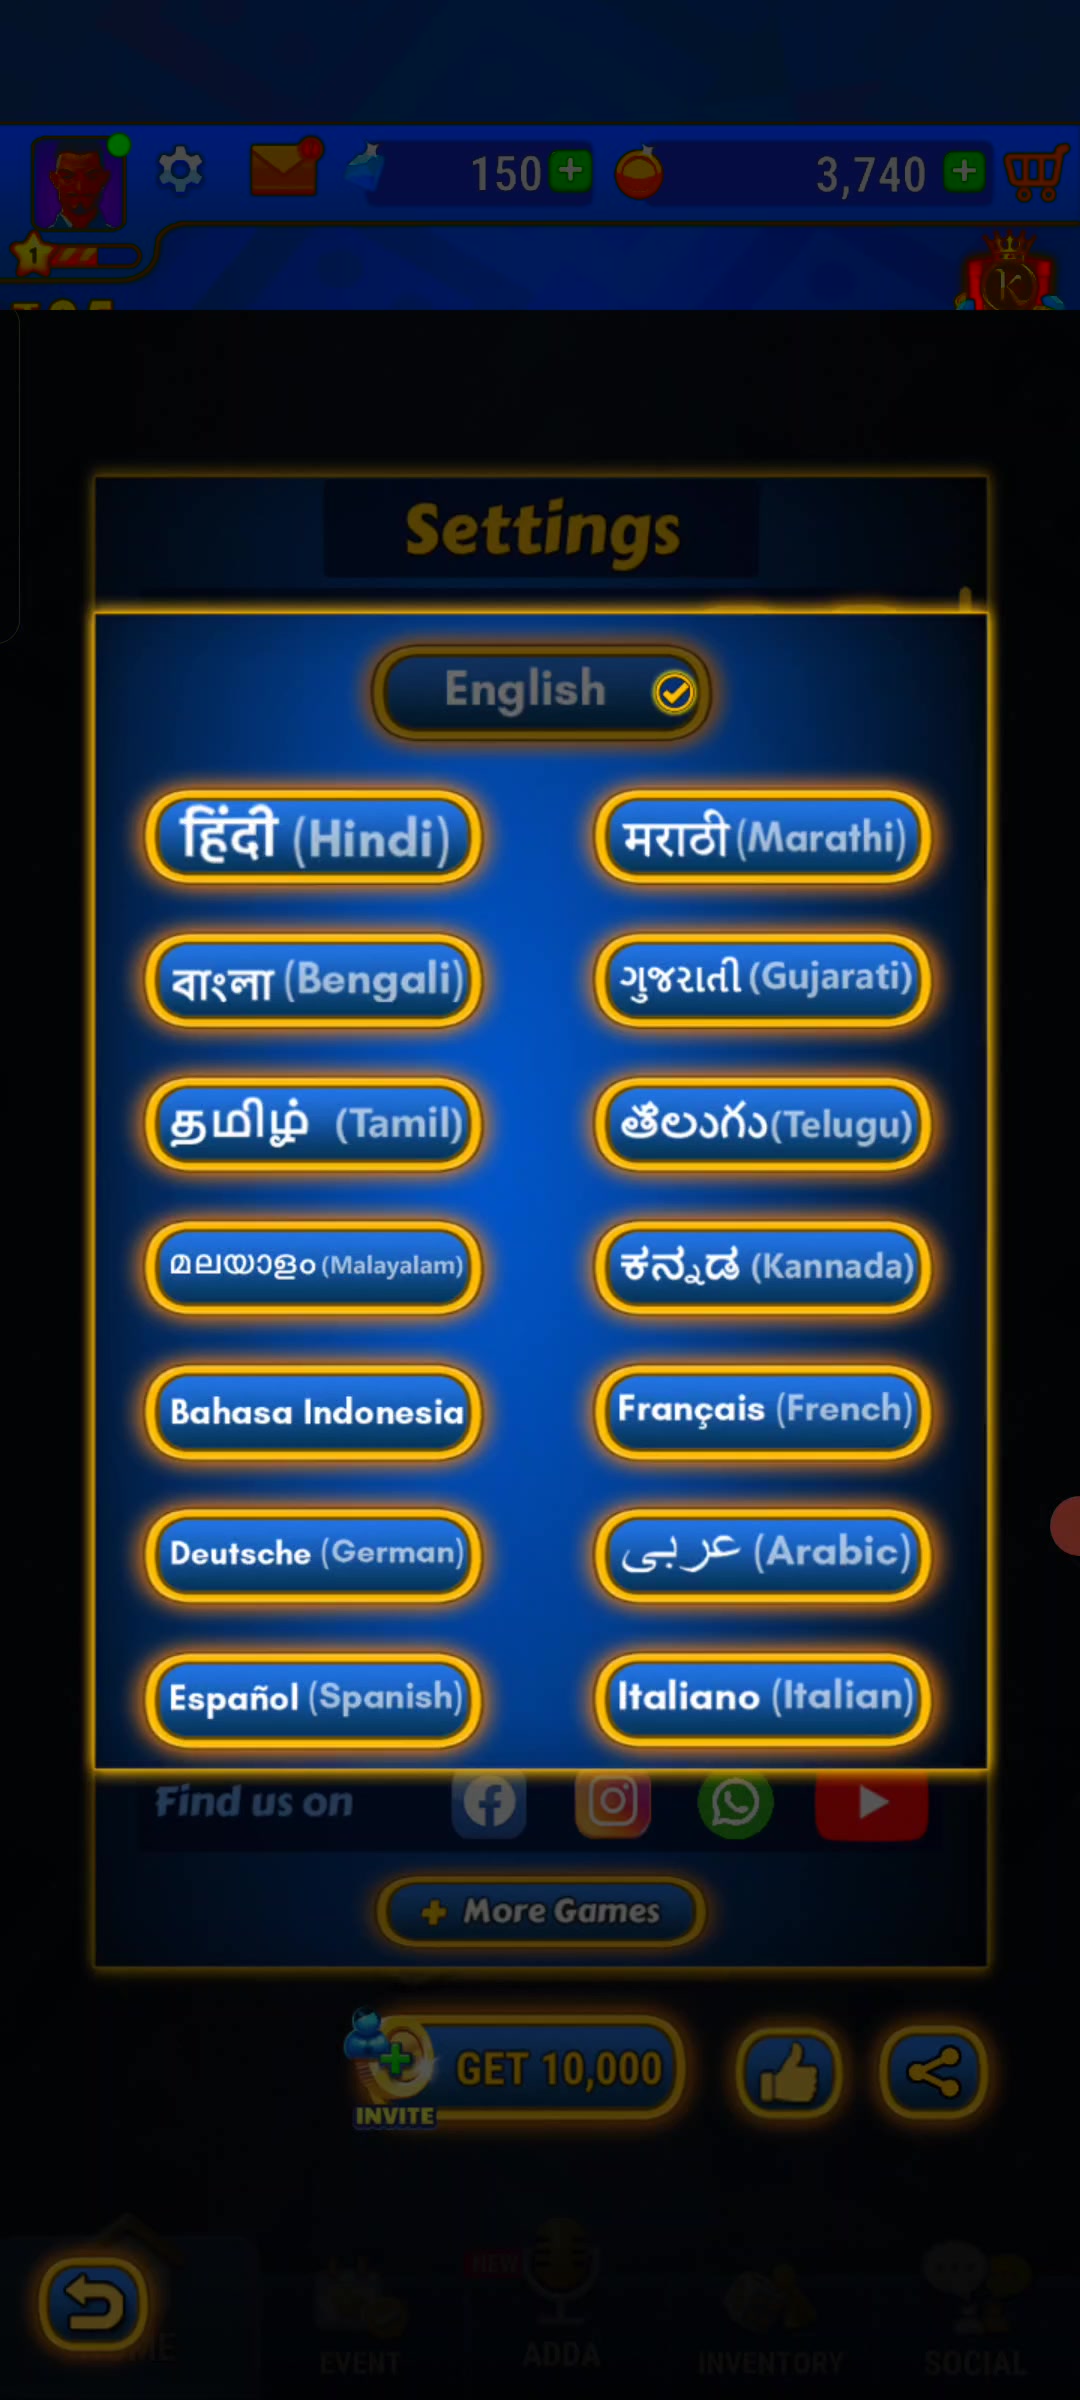 150
3,740
1
Settings
English
हिंदी (Hindi)
मराठी (Marathi)
বাংলা (Bengali)
ગુજરાતી (Gujarati)
தமிழ் (Tamil)
తెలుగు (Telugu)
മലയാളം (Malayalam)
ಕನ್ನಡ (Kannada)
Bahasa Indonesia
Français (French)
Deutsche (German)
عربى (Arabic)
Español (Spanish)
Italiano (Italian)
Find us on
+ More Games
GET 10,000
INVITE
NEW
EVENT
ADDA
INVENTORY
SOCIAL